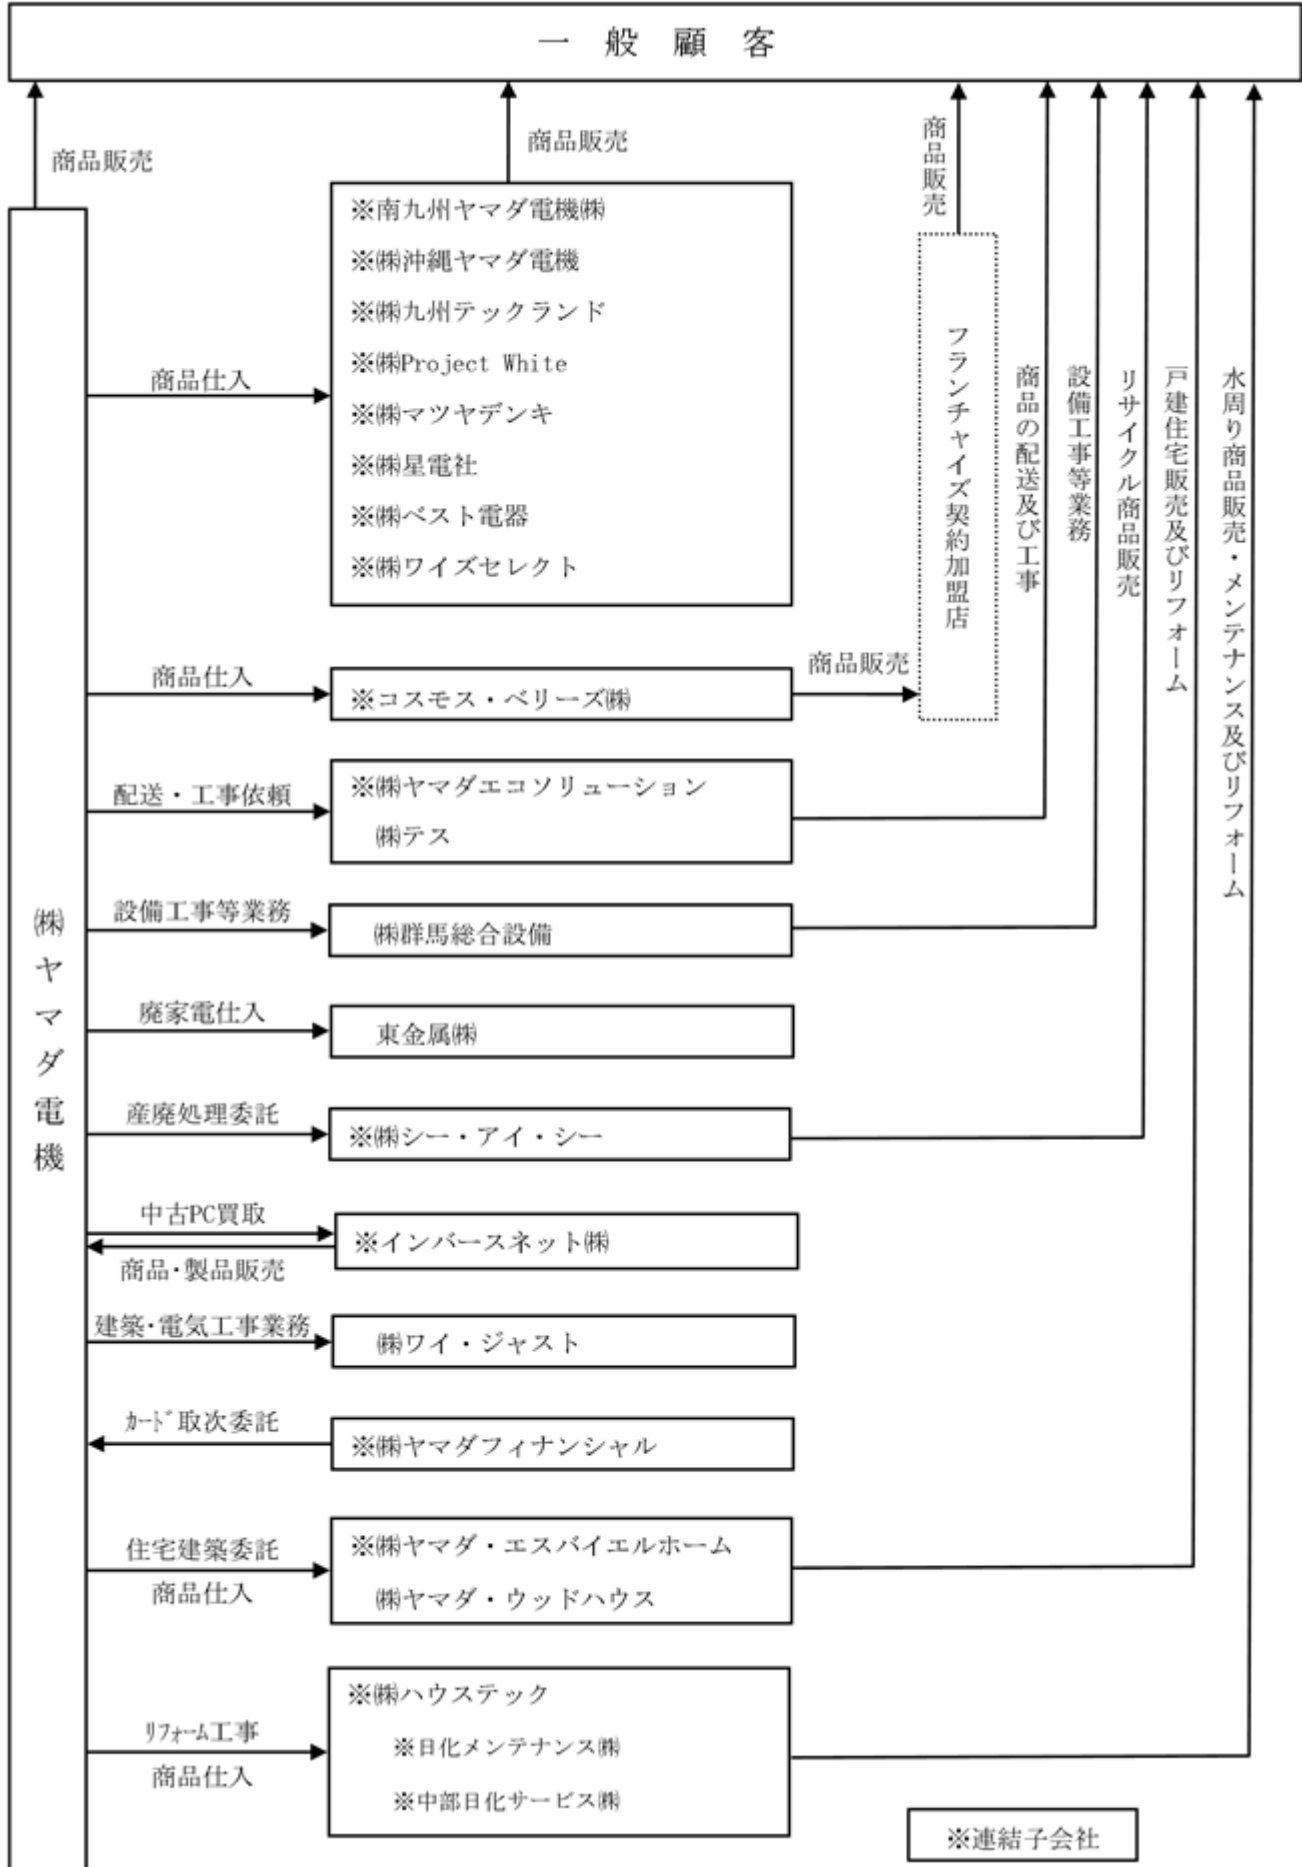 一般顧客
商品販売
商品販売
商品販売
※南九州ヤマダ電機㈱
※㈱沖縄ヤマダ電機
※㈱九州テックランド
※㈱Project White
※㈱マツヤデンキ
※㈱星電社
※㈱ベスト電器
※㈱ワイズセレクト
商品仕入
フランチャイズ契約加盟店
商品の配送及び工事
設備工事等業務
リサイクル商品販売
戸建住宅販売及びリフォーム
水周り商品販売・メンテナンス及びリフォーム
商品仕入
※コスモス・ベリーズ㈱
商品販売
配送・工事依頼
※㈱ヤマダエコソリューション
㈱テス
㈱ヤマダ電機
設備工事等業務
㈱群馬総合設備
廃家電仕入
東金属㈱
産廃処理委託
※㈱シー・アイ・シー
中古PC買取
※インバースネット㈱
商品・製品販売
建築・電気工事業務
㈱ワイ・ジャスト
ｶｰﾄﾞ取次委託
※㈱ヤマダフィナンシャル
住宅建築委託
商品仕入
※㈱ヤマダ・エスバイエルホーム
㈱ヤマダ・ウッドハウス
ﾘﾌｫｰﾑ工事
商品仕入
※㈱ハウステック
※日化メンテナンス㈱
※中部日化サービス㈱
※連結子会社